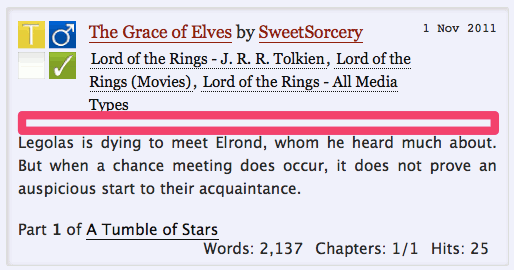 T
The Grace of Elves by SweetSorcery
1 Nov 2011
Lord of the Rings - J. R. R. Tolkien, Lord of the
Rings (Movies), Lord of the Rings - All Media
Types
Legolas is dying to meet Elrond, whom he heard much about.
But when a chance meeting does occur, it does not prove an
auspicious start to their acquaintance.
Part 1 of A Tumble of Stars
Words: 2,137 Chapters: 1/1 Hits: 25